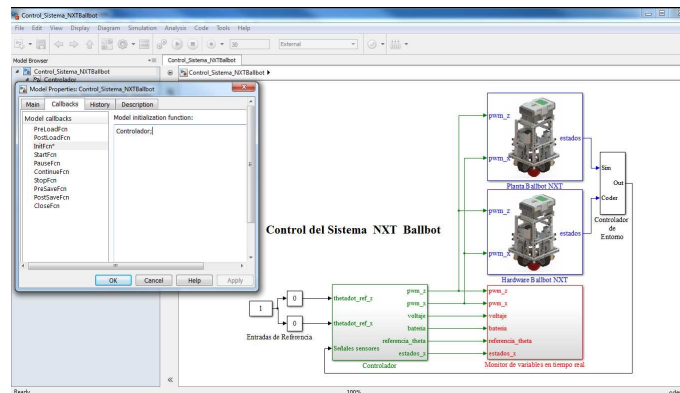 Control_Sistema_NXTBallbot
File Edit View Display Diagram Simulation Analysis Code Tools Help
30 External
Model Browser Control_Sistema_NXTBallbot
Control_Sistema_NXTBallbot Control_Sistema_NXTBallbot
Controlador
Model Properties: Control_Sistema_NXTBallbot
Main Callbacks History Description
Model callbacks Model initialization function:
PreLoadFcn Controlador;
PostLoadFcn
InitFcn*
StartFcn
PauseFcn
ContinueFcn
StopFcn
PreSaveFcn
PostSaveFcn
CloseFcn
OK Cancel Help Apply
pwm_z
estados
pwm_x
Planta Ballbot NXT
pwm_z
estados
pwm_x
Hardware Ballbot NXT
Sim
Out
Coder
Controlador
de
Entorno
Control del Sistema NXT Ballbot
1
0
0
Entradas de Referencia
thetadot_ref_z
thetadot_ref_x
Señales sensores
pwm_z
pwm_x
voltaje
bateria
referencia_theta
estados_x
Controlador
pwm_z
pwm_x
voltaje
bateria
referencia_theta
estados_x
Monitor de variables en tiempo real
Ready 100%